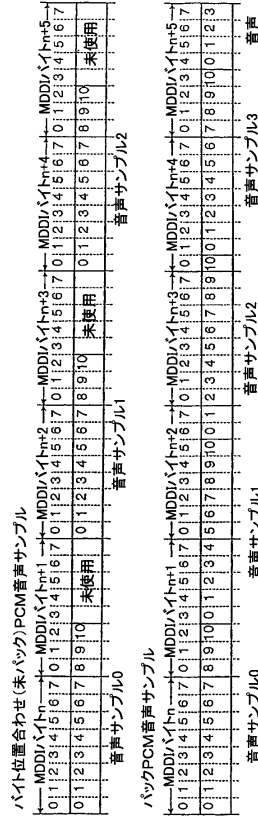 バイト位置合わせ(未パック)PCM音声サンプル
MDDIバイトn MDDIバイトn+1 MDDIバイトn+2 MDDIバイトn+3 MDDIバイトn+4 MDDIバイトn+5
0 1 2 3 4 5 6 7 0 1 2 3 4 5 6 7 0 1 2 3 4 5 6 7 0 1 2 3 4 5 6 7 0 1 2 3 4 5 6 7 0 1 2 3 4 5 6 7
0 1 2 3 4 5 6 7 8 9 10 未使用 0 1 2 3 4 5 6 7 8 9 10 未使用 0 1 2 3 4 5 6 7 8 9 10 未使用
音声サンプル0 音声サンプル1 音声サンプル2
パックPCM音声サンプル
MDDIバイトn MDDIバイトn+1 MDDIバイトn+2 MDDIバイトn+3 MDDIバイトn+4 MDDIバイトn+5
0 1 2 3 4 5 6 7 0 1 2 3 4 5 6 7 0 1 2 3 4 5 6 7 0 1 2 3 4 5 6 7 0 1 2 3 4 5 6 7 0 1 2 3 4 5 6 7
0 1 2 3 4 5 6 7 8 9 10 0 1 2 3 4 5 6 7 8 9 10 0 1 2 3 4 5 6 7 8 9 10 0 1 2 3 4 5 6 7 8 9 10 0 1 2 3
音声サンプル0 音声サンプル1 音声サンプル2 音声サンプル3 音声